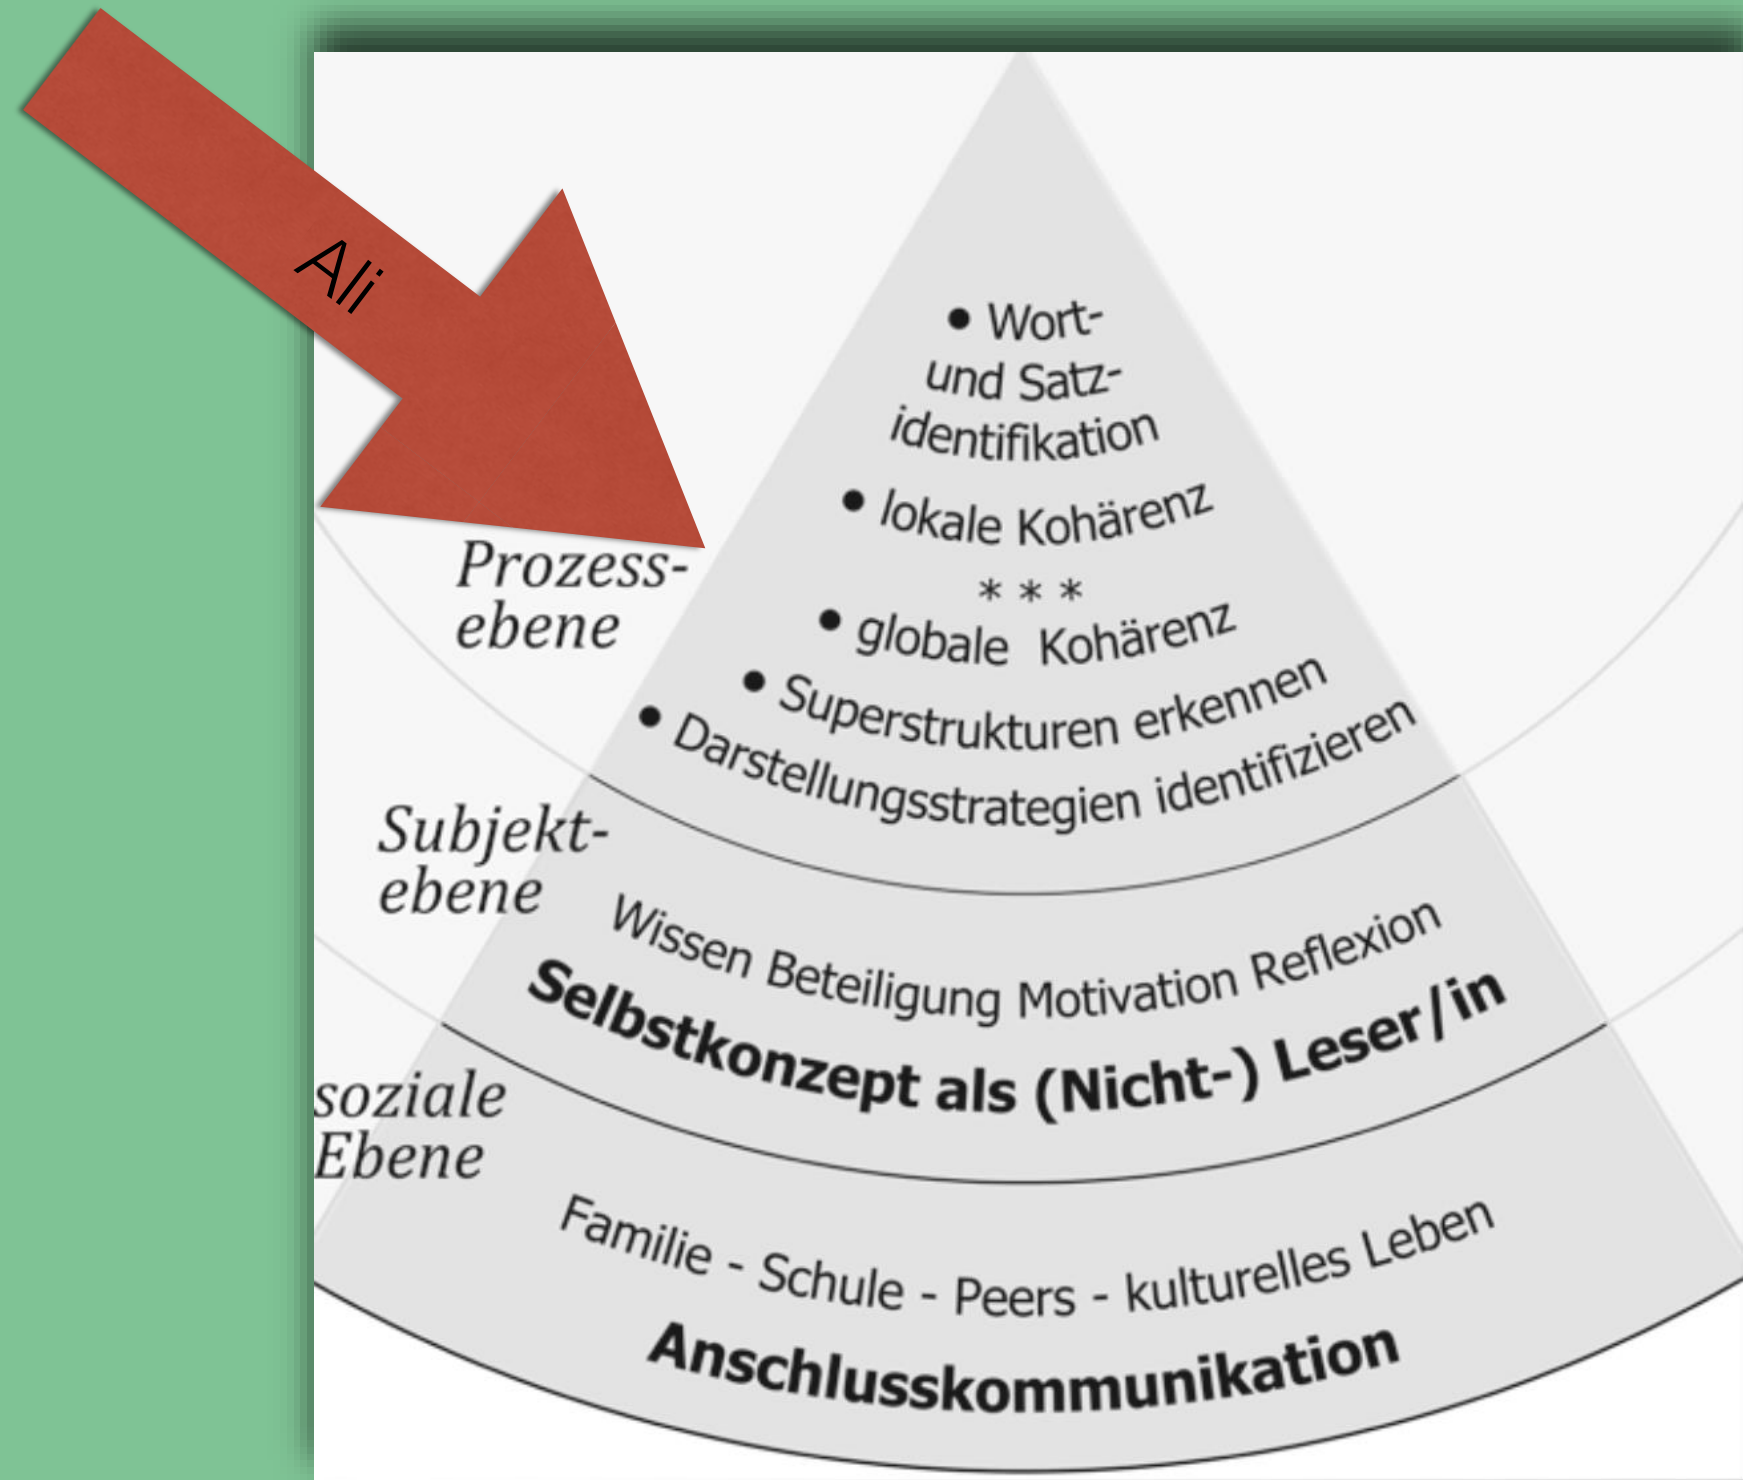 Ali
• Wort-
und Satz-
identifikation
• lokale Kohärenz
* * *
• globale Kohärenz
• Superstrukturen erkennen
• Darstellungsstrategien identifizieren
Prozess-
ebene
Subjekt-
ebene
Wissen Beteiligung Motivation Reflexion
Selbstkonzept als (Nicht-) Leser/in
soziale
Ebene
Familie - Schule - Peers - kulturelles Leben
Anschlusskommunikation